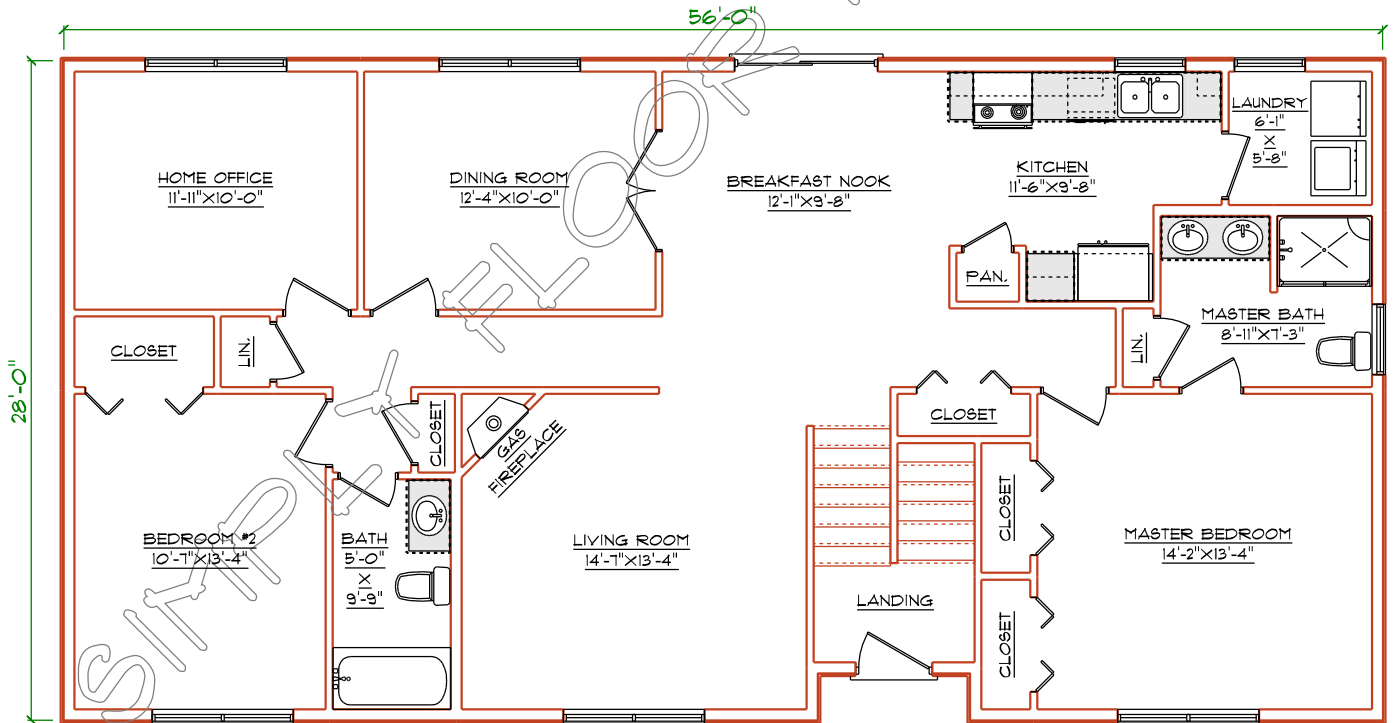 56'-0"
28'-0"
HOME OFFICE
11'-11"X10'-0"
DINING ROOM
12'-4"X10'-0"
BREAKFAST NOOK
12'-1"X9'-8"
KITCHEN
11'-6"X9'-8"
LAUNDRY
6'-1"
X
5'-8"
PAN.
MASTER BATH
8'-11"X7'-3"
LIN.
CLOSET
LIN.
CLOSET
GAS
FIREPLACE
CLOSET
BEDROOM #2
10'-7"X13'-4"
BATH
5'-0"
X
9'-9"
LIVING ROOM
14'-7"X13'-4"
LANDING
CLOSET
CLOSET
MASTER BEDROOM
14'-2"X13'-4"
SIMPLY FLOOR